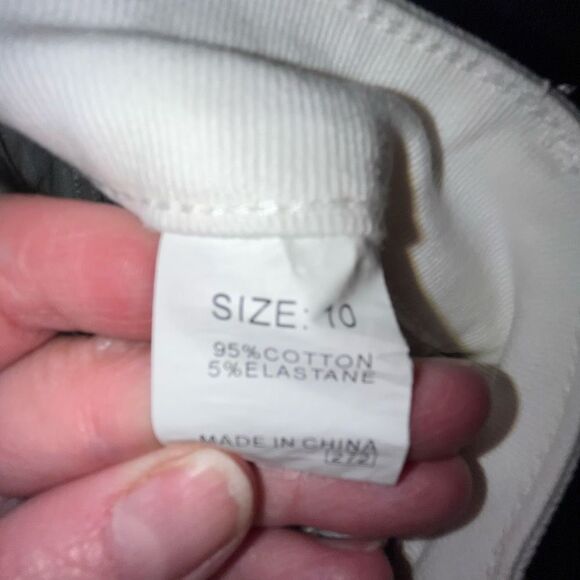 SIZE: 10
95%COTTON
5%ELASTANE
MADE IN CHINA
272